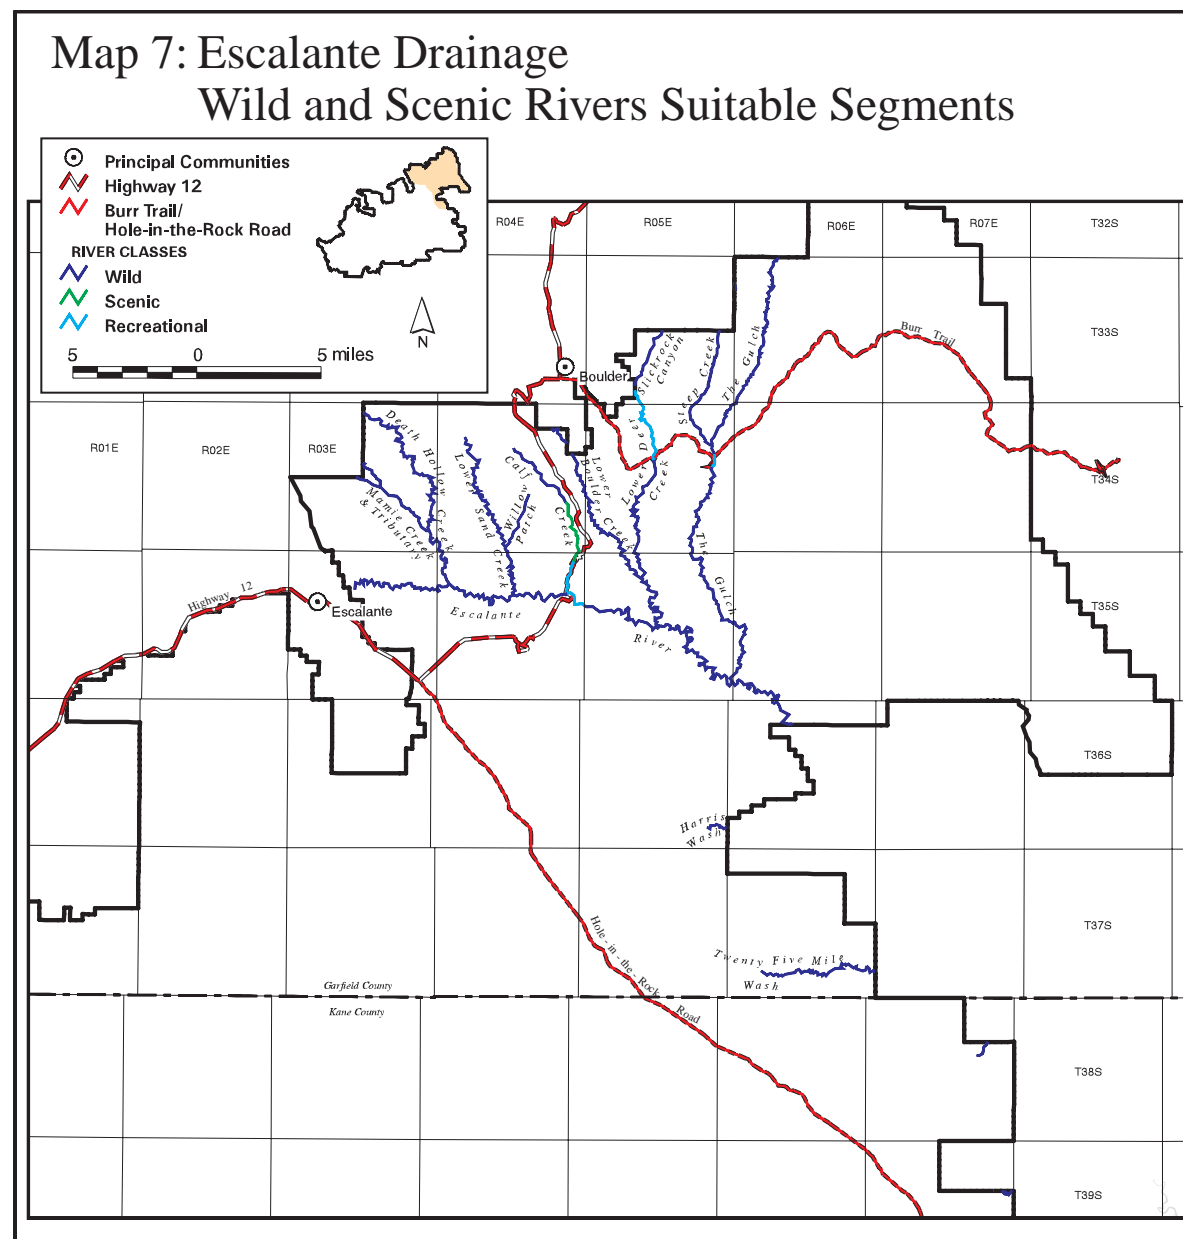 Map 7: Escalante Drainage
Wild and Scenic Rivers Suitable Segments
Principal Communities
Highway 12
Burr Trail/
Hole-in-the-Rock Road
RIVER CLASSES
Wild
Scenic
Recreational
N
5 0 5 miles
R04E
R05E
R06E
R07E
T32S
T33S
Burr Trail
Slickrock
Canyon
Steep Creek
The Gulch
Boulder
R01E
R02E
R03E
Death Hollow Creek
Mamie Creek
& Tributary
Lower Sand Creek
Willow
Patch
Calf
Creek
Lower
Boulder Creek
Lower Deer
Creek
The
Gulch
T34S
Highway 12
Escalante
Escalante
River
T35S
T36S
Harris
Wash
T37S
Hole - in - the - Rock
Road
Twenty Five Mile
Wash
Garfield County
Kane County
T38S
T39S